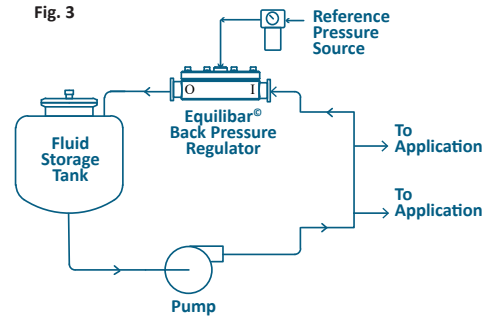 Fig. 3
Reference
Pressure
Source
O
I
Equilibar©
Back Pressure
Regulator
Fluid
Storage
Tank
To
Application
To
Application
Pump